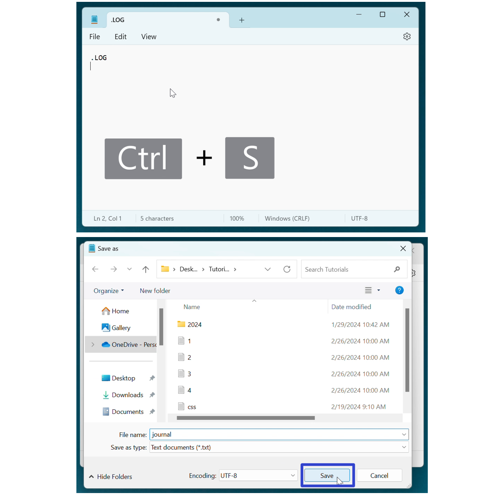 .LOG
File Edit View
.LOG
Ctrl + S
Ln 2, Col 1 5 characters 100% Windows (CRLF) UTF-8
Save as
Desk... Tutori... Search Tutorials
Organize New folder
Name Date modified
Home
Gallery
OneDrive - Perso
Desktop
Downloads
Documents
2024 1/29/2024 10:42 AM
1 2/26/2024 10:00 AM
2 2/26/2024 10:00 AM
3 2/26/2024 10:00 AM
4 2/26/2024 10:00 AM
css 2/19/2024 9:10 AM
File name: journal
Save as type: Text documents (*.txt)
Hide Folders Encoding: UTF-8 Save Cancel